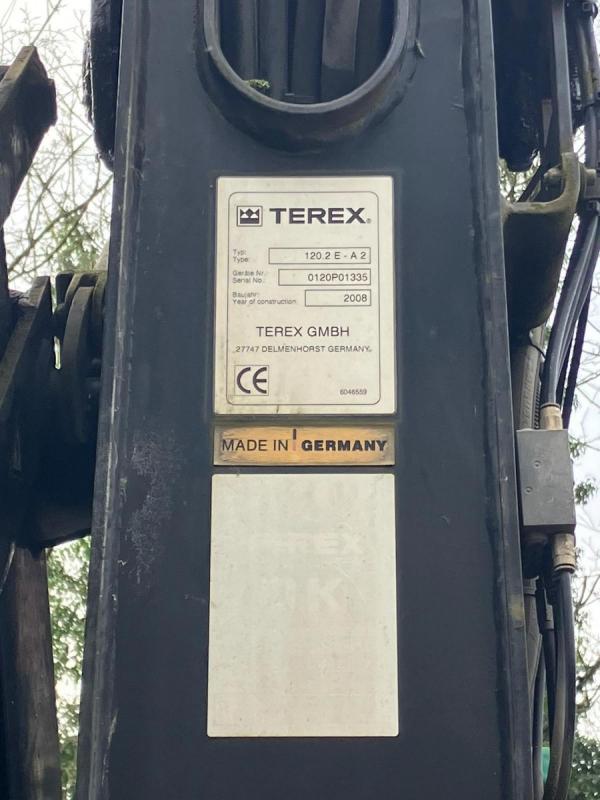 TEREX®
Typ:
Type: 120.2 E - A 2
Geräte Nr.:
Serial No.: 0120P01335
Baujahr:
Year of construction: 2008
TEREX GMBH
27747 DELMENHORST GERMANY
CE
6046559
MADE IN GERMANY
TEREX